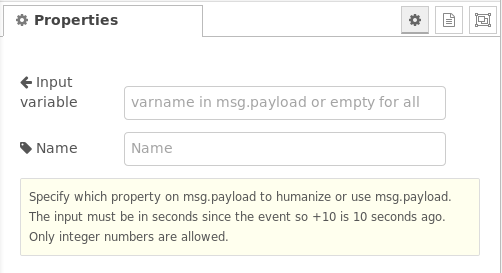 Properties
Input
variable
varname in msg.payload or empty for all
Name
Name
Specify which property on msg.payload to humanize or use msg.payload.
The input must be in seconds since the event so +10 is 10 seconds ago.
Only integer numbers are allowed.